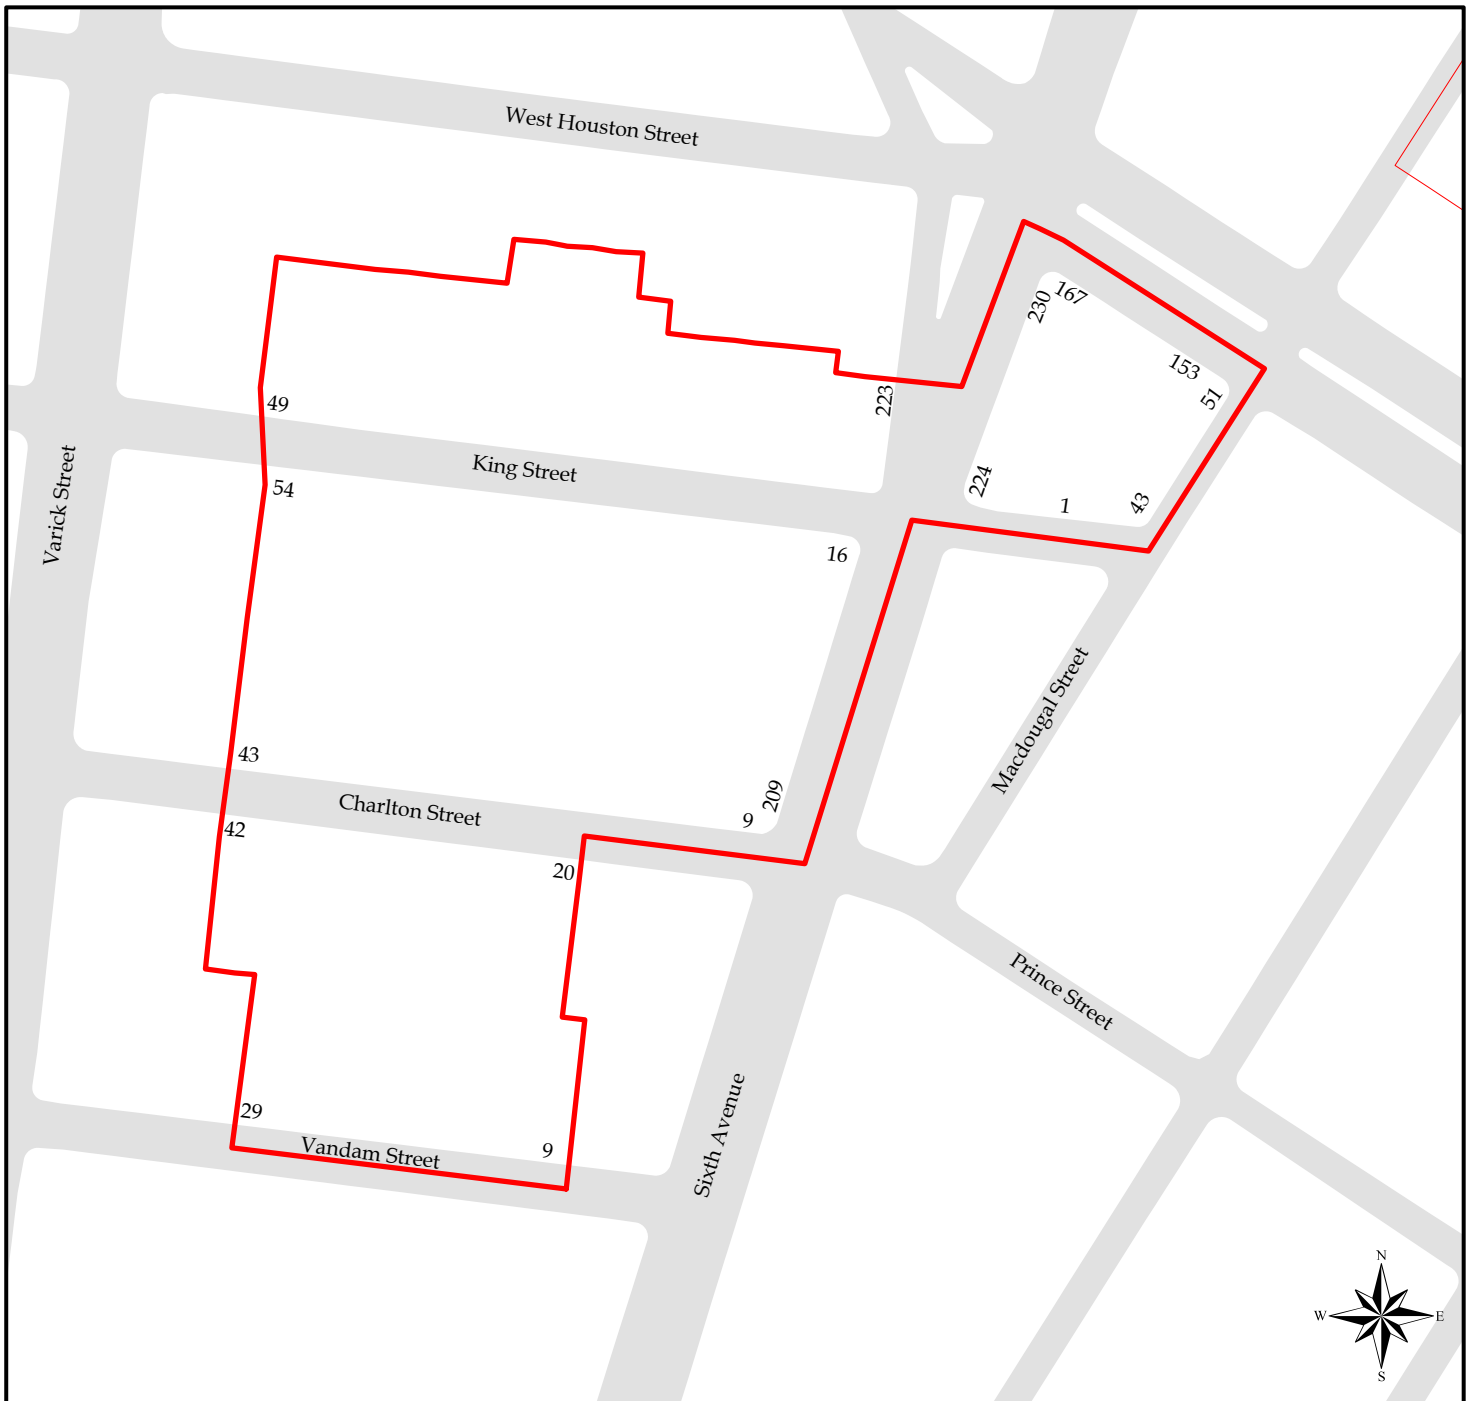 West Houston Street
167
230
153
51
223
49
King Street
Varick Street
54
224
1
43
16
Macdougal Street
43
209
Charlton Street
9
42
20
Prince Street
Sixth Avenue
29
Vandam Street
9
N
W
E
S